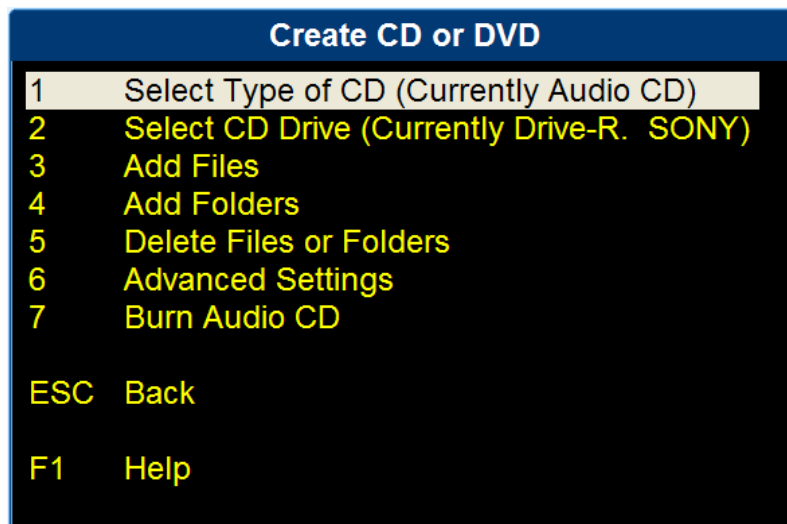 Create CD or DVD
1 Select Type of CD (Currently Audio CD)
2 Select CD Drive (Currently Drive-R.  SONY)
3 Add Files
4 Add Folders
5 Delete Files or Folders
6 Advanced Settings
7 Burn Audio CD
ESC Back
F1 Help